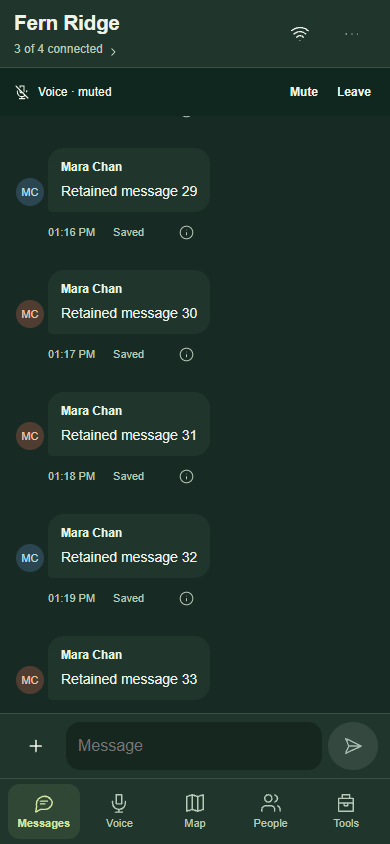 Fern Ridge
3 of 4 connected
Voice · muted
Mute
Leave
Mara Chan
MC
Retained message 29
01:16 PM
Saved
Mara Chan
MC
Retained message 30
01:17 PM
Saved
Mara Chan
MC
Retained message 31
01:18 PM
Saved
Mara Chan
MC
Retained message 32
01:19 PM
Saved
Mara Chan
MC
Retained message 33
Message
Messages
Voice
Map
People
Tools